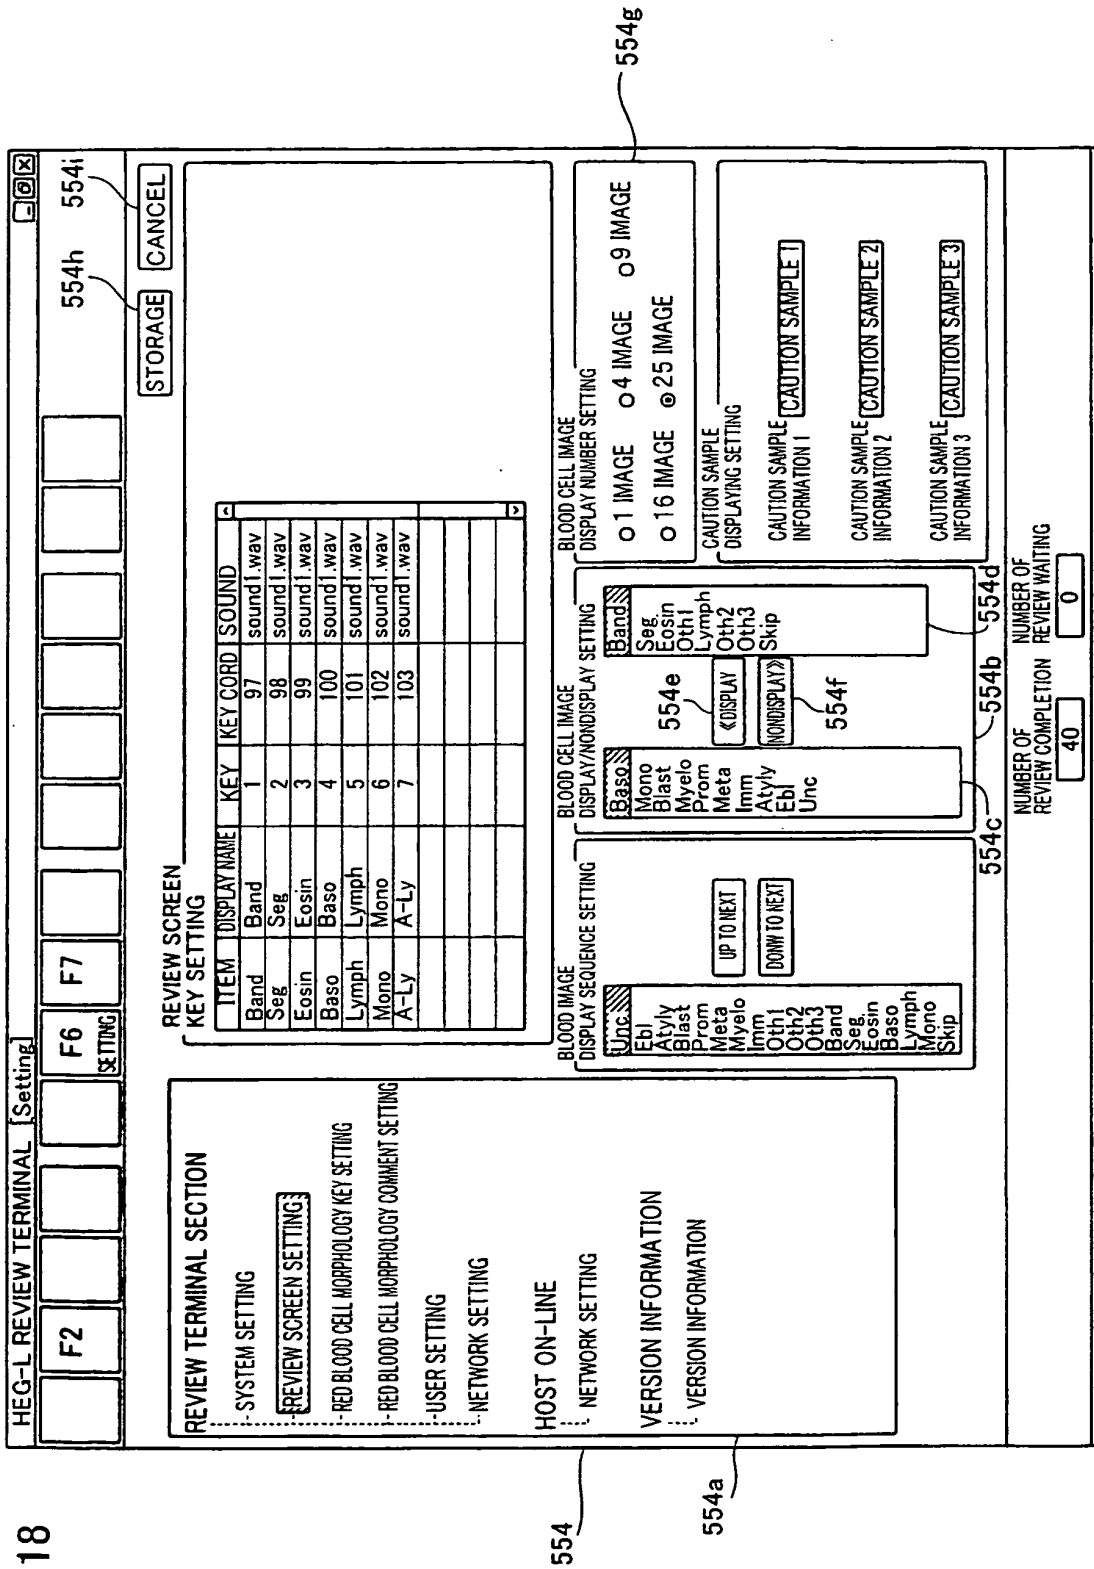 18
HEG-L REVIEW TERMINAL [Setting]
F2
F6
SETTING
F7
554h
554i
STORAGE
CANCEL
554
554a
REVIEW TERMINAL SECTION
SYSTEM SETTING
REVIEW SCREEN SETTING
RED BLOOD CELL MORPHOLOGY KEY SETTING
RED BLOOD CELL MORPHOLOGY COMMENT SETTING
USER SETTING
NETWORK SETTING
HOST ON-LINE
NETWORK SETTING
VERSION INFORMATION
VERSION INFORMATION
REVIEW SCREEN
KEY SETTING
ITEM DISPLAY NAME KEY KEY CORD SOUND
Band Band 1 97 sound1.wav
Seg Seg. 2 98 sound1.wav
Eosin Eosin 3 99 sound1.wav
Baso Baso 4 100 sound1.wav
Lymph Lymph 5 101 sound1.wav
Mono Mono 6 102 sound1.wav
A-Ly A-Ly 7 103 sound1.wav
BLOOD IMAGE
DISPLAY SEQUENCE SETTING
Unc
Ebl
Atyly
Blast
Prom
Meta
Myelo
Imm
Oth1
Oth2
Oth3
Band
Seg.
Eosin
Baso
Lymph
Mono
Skip
UP TO NEXT
DONW TO NEXT
BLOOD CELL IMAGE
DISPLAY/NONDISPLAY SETTING
Baso
Mono
Blast
Myelo
Prom
Meta
Imm
Atyly
Ebl
Unc
554e
《DISPLAY
NONDISPLAY》
554f
Band
Seg.
Eosin
Oth1
Lymph
Oth2
Oth3
Skip
554c
554b
554d
BLOOD CELL IMAGE
DISPLAY NUMBER SETTING
1 IMAGE 4 IMAGE 9 IMAGE
16 IMAGE 25 IMAGE
554g
CAUTION SAMPLE
DISPLAYING SETTING
CAUTION SAMPLE
INFORMATION 1
CAUTION SAMPLE 1
CAUTION SAMPLE
INFORMATION 2
CAUTION SAMPLE 2
CAUTION SAMPLE
INFORMATION 3
CAUTION SAMPLE 3
NUMBER OF
REVIEW COMPLETION
40
NUMBER OF
REVIEW WAITING
0